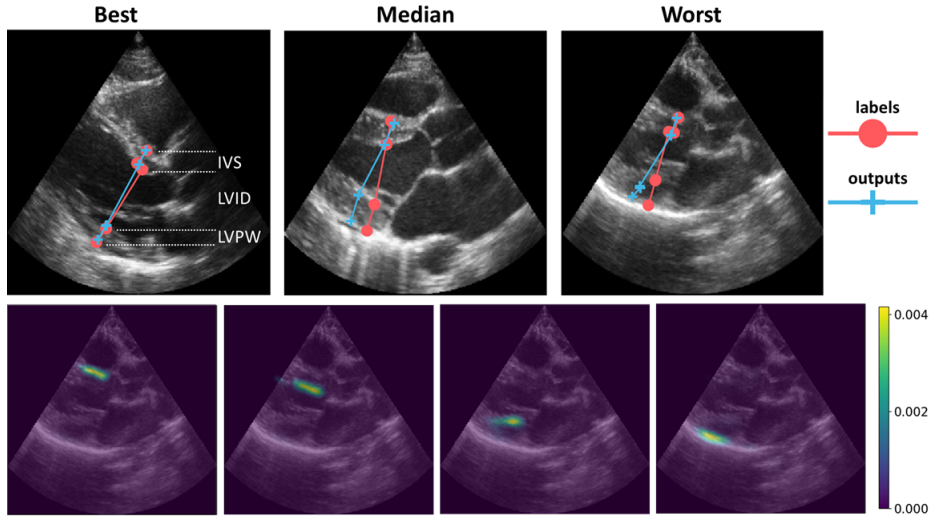 Best Median Worst
labels
IVS
outputs
LVID
LVPW
0.004
0.002
0.000